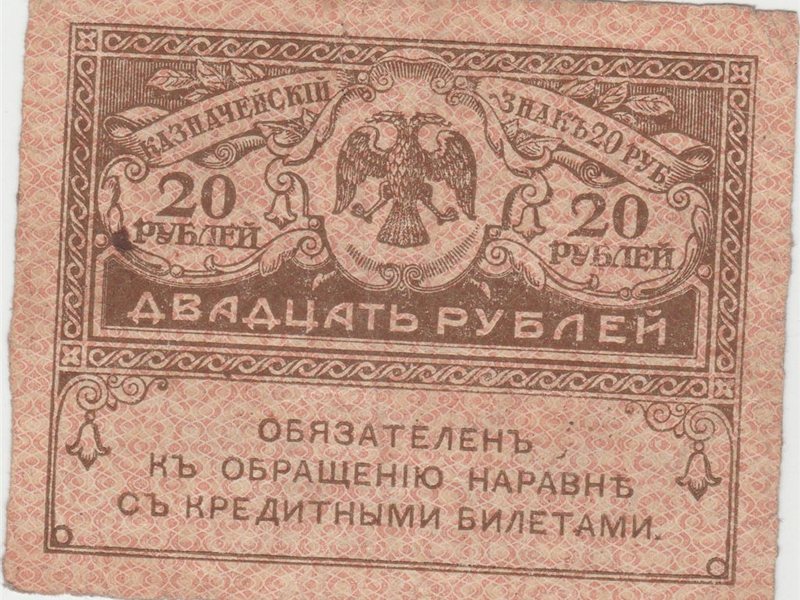 КАЗНАЧЕЙСКІЙ
ЗНАКЪ 20 РУБ.
20
РУБЛЕЙ
20
РУБЛЕЙ
ДВАДЦАТЬ РУБЛЕЙ
ОБЯЗАТЕЛЕНЪ
КЪ ОБРАЩЕНІЮ НАРАВНѢ
СЪ КРЕДИТНЫМИ БИЛЕТАМИ.